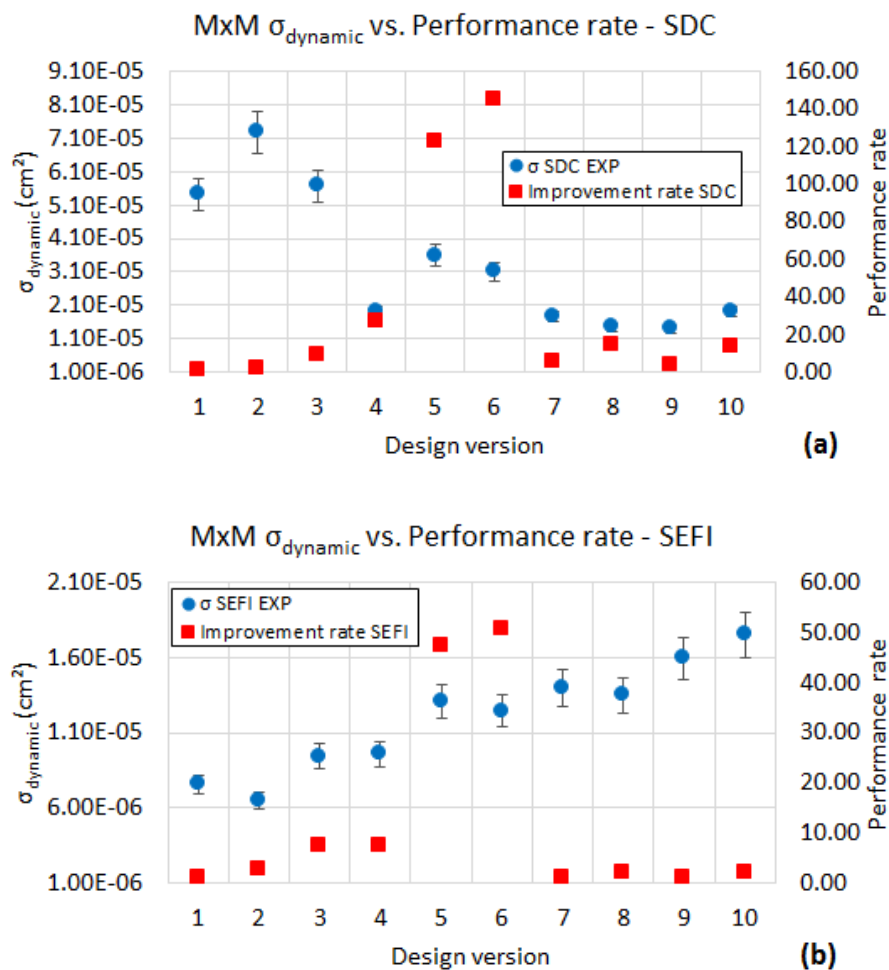 MxM σdynamic vs. Performance rate - SDC
9.10E-05
8.10E-05
7.10E-05
6.10E-05
5.10E-05
4.10E-05
3.10E-05
2.10E-05
1.10E-05
1.00E-06
σdynamic (cm²)
σ SDC EXP
Improvement rate SDC
160.00
140.00
120.00
100.00
80.00
60.00
40.00
20.00
0.00
Performance rate
1 2 3 4 5 6 7 8 9 10
Design version
(a)
MxM σdynamic vs. Performance rate - SEFI
2.10E-05
1.60E-05
1.10E-05
6.00E-06
1.00E-06
σdynamic (cm²)
σ SEFI EXP
Improvement rate SEFI
60.00
50.00
40.00
30.00
20.00
10.00
0.00
Performance rate
1 2 3 4 5 6 7 8 9 10
Design version
(b)